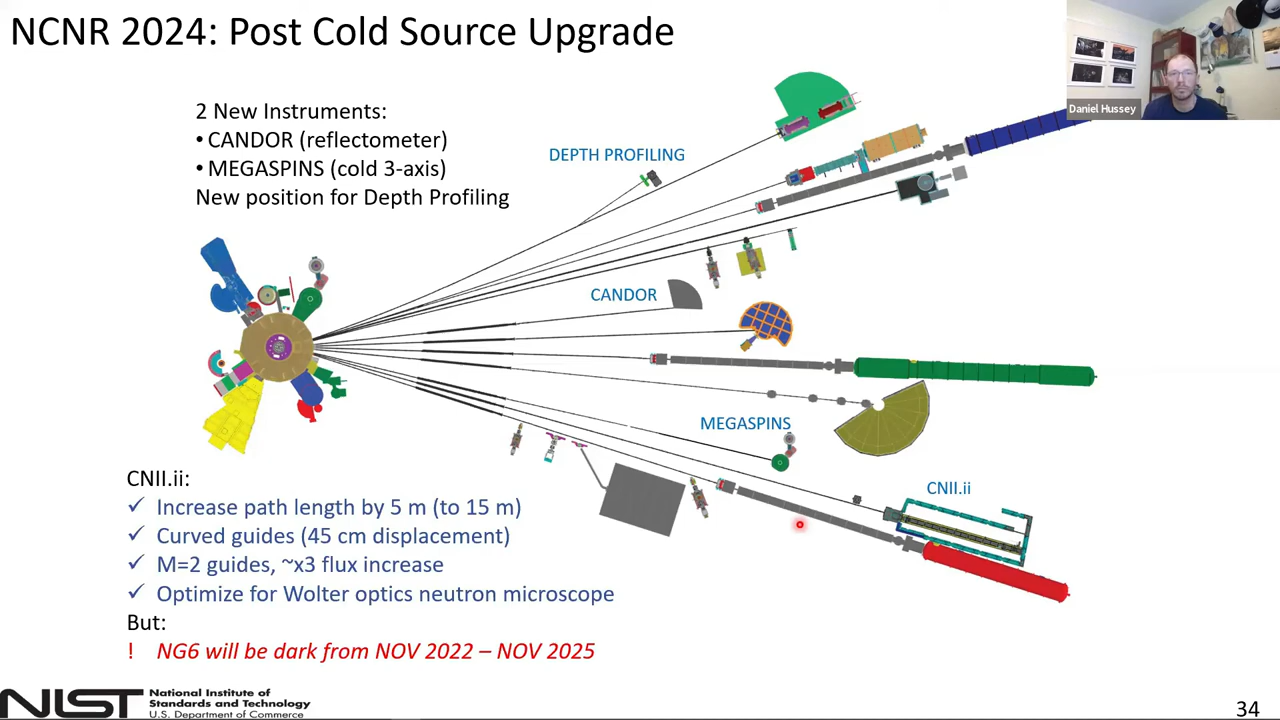 NCNR 2024: Post Cold Source Upgrade
Daniel Hussey
2 New Instruments:
• CANDOR (reflectometer)
• MEGASPINS (cold 3-axis)
New position for Depth Profiling
DEPTH PROFILING
CANDOR
MEGASPINS
CNII.ii
CNII.ii:
✓ Increase path length by 5 m (to 15 m)
✓ Curved guides (45 cm displacement)
✓ M=2 guides, ~x3 flux increase
✓ Optimize for Wolter optics neutron microscope
But:
! NG6 will be dark from NOV 2022 – NOV 2025
NIST
National Institute of
Standards and Technology
U.S. Department of Commerce
34